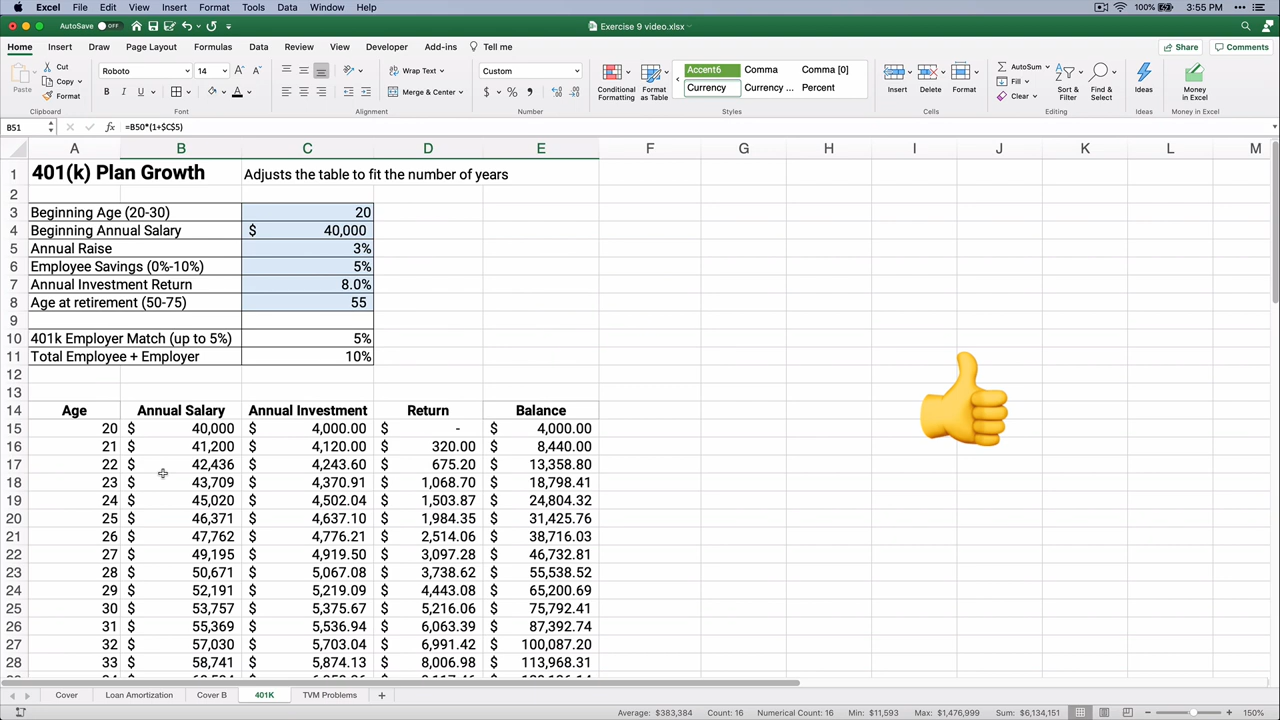 Excel File Edit View Insert Format Tools Data Window Help 100% 3:55 PM
AutoSave OFF Exercise 9 video.xlsx
Home Insert Draw Page Layout Formulas Data Review View Developer Add-ins Tell me Share Comments
Paste Cut Copy Format Roboto 14 Wrap Merge & Center Custom Conditional Formatting Format as Table Accent6 Comma Comma [0] Currency Currency ... Percent Insert Delete Format AutoSum Fill Clear Sort & Filter Find & Select Ideas Money in Excel
Clipboard Font Alignment Number Styles Cells Editing Ideas Money in Excel
B51 fx =B50*(1+$C$5)
A B C D E F G H I J K L M
1 401(k) Plan Growth Adjusts the table to fit the number of years
2
3 Beginning Age (20-30) 20
4 Beginning Annual Salary $ 40,000
5 Annual Raise 3%
6 Employee Savings (0%-10%) 5%
7 Annual Investment Return 8.0%
8 Age at retirement (50-75) 55
9
10 401k Employer Match (up to 5%) 5%
11 Total Employee + Employer 10%
12
13
14 Age Annual Salary Annual Investment Return Balance
15 20 $ 40,000 $ 4,000.00 $ - $ 4,000.00
16 21 $ 41,200 $ 4,120.00 $ 320.00 $ 8,440.00
17 22 $ 42,436 $ 4,243.60 $ 675.20 $ 13,358.80
18 23 $ 43,709 $ 4,370.91 $ 1,068.70 $ 18,798.41
19 24 $ 45,020 $ 4,502.04 $ 1,503.87 $ 24,804.32
20 25 $ 46,371 $ 4,637.10 $ 1,984.35 $ 31,425.76
21 26 $ 47,762 $ 4,776.21 $ 2,514.06 $ 38,716.03
22 27 $ 49,195 $ 4,919.50 $ 3,097.28 $ 46,732.81
23 28 $ 50,671 $ 5,067.08 $ 3,738.62 $ 55,538.52
24 29 $ 52,191 $ 5,219.09 $ 4,443.08 $ 65,200.69
25 30 $ 53,757 $ 5,375.67 $ 5,216.06 $ 75,792.41
26 31 $ 55,369 $ 5,536.94 $ 6,063.39 $ 87,392.74
27 32 $ 57,030 $ 5,703.04 $ 6,991.42 $ 100,087.20
28 33 $ 58,741 $ 5,874.13 $ 8,006.98 $ 113,968.31
Cover Loan Amortization Cover B 401K TVM Problems +
Average: $383,384 Count: 16 Numerical Count: 16 Min: $11,593 Max: $1,476,999 Sum: $6,134,151 150%